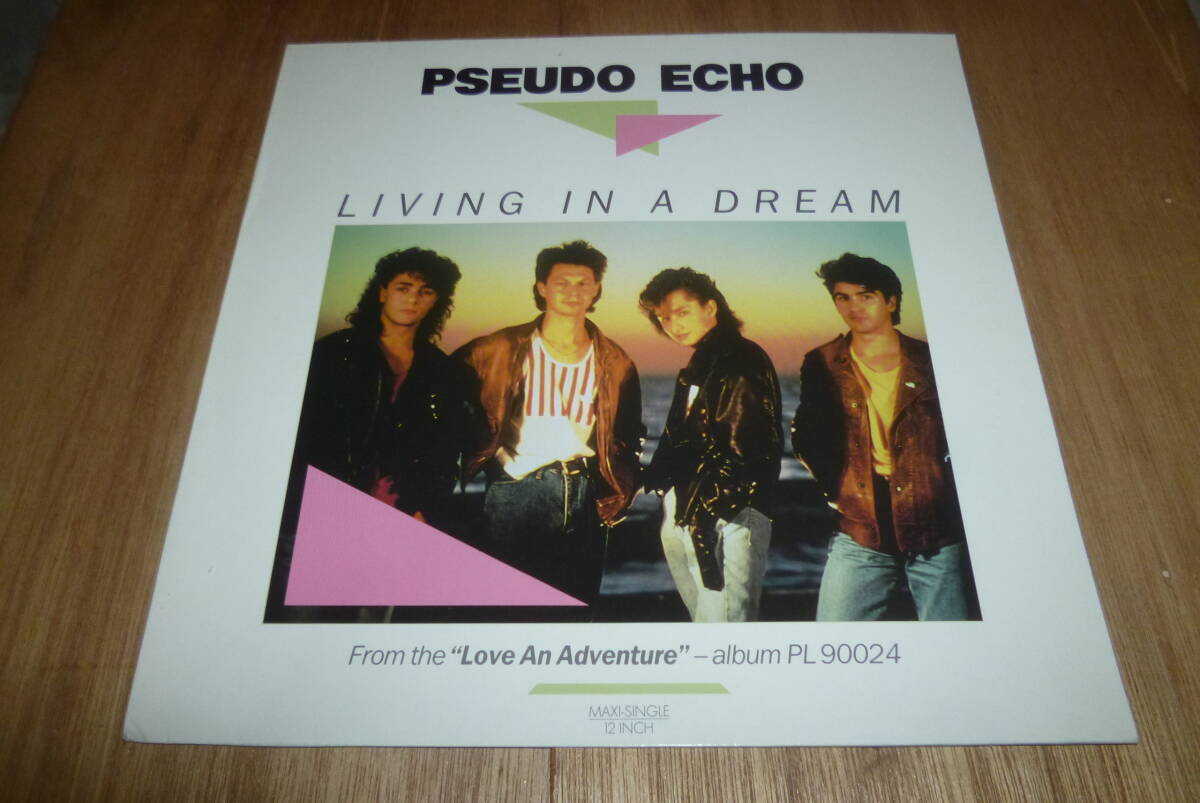 PSEUDO ECHO
LIVING IN A DREAM
From the “Love An Adventure” – album PL 90024
MAXI-SINGLE
12 INCH